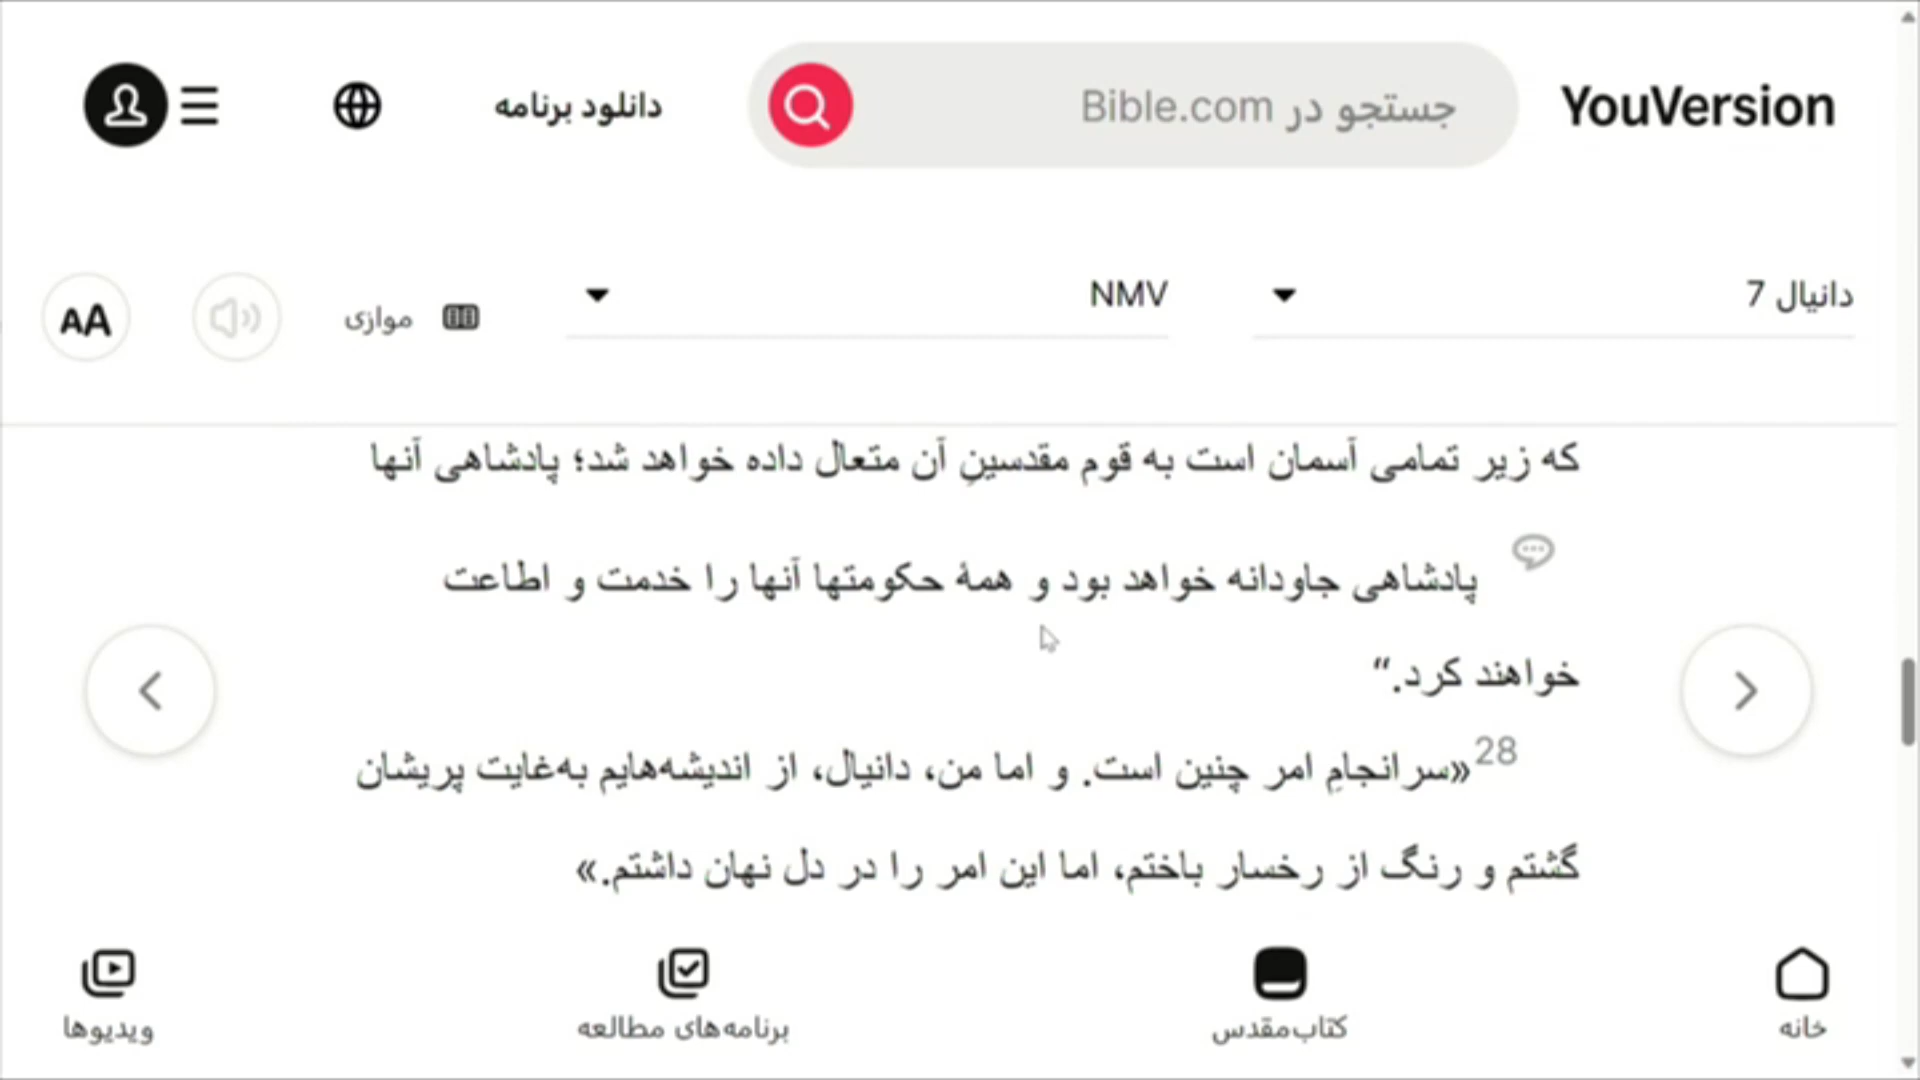 YouVersion
جستجو در Bible.com
دانلود برنامه
دانیال 7
NMV
موازی
AA
که زیر تمامی آسمان است به قوم مقدسینِ آن متعال داده خواهد شد؛ پادشاهی آنها
پادشاهی جاودانه خواهد بود و همهٔ حکومتها آنها را خدمت و اطاعت
خواهند کرد.“
28«سرانجامِ امر چنین است. و اما من، دانیال، از اندیشه‌هایم به‌غایت پریشان
گشتم و رنگ از رخسار باختم، اما این امر را در دل نهان داشتم.»
خانه
کتاب‌مقدس
برنامه‌های مطالعه
ویدیوها